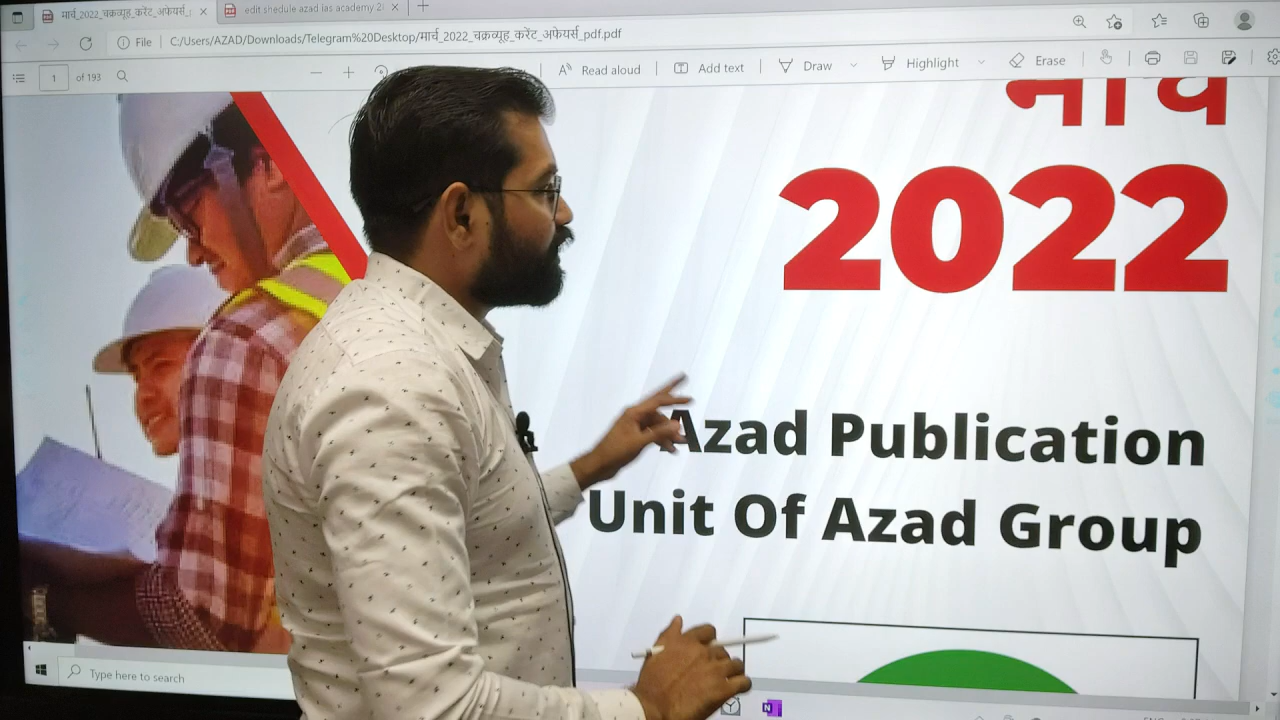 मार्च_2022_चक्रव्यूह_करेंट_अफेयर्स_
edit shedule azad ias academy 2
File
C:/Users/AZAD/Downloads/Telegram%20Desktop/मार्च_2022_चक्रव्यूह_करेंट_अफेयर्स_pdf.pdf
1 of 193
Read aloud
Add text
Draw
Highlight
Erase
मार्च
2022
Azad Publication
Unit Of Azad Group
Type here to search